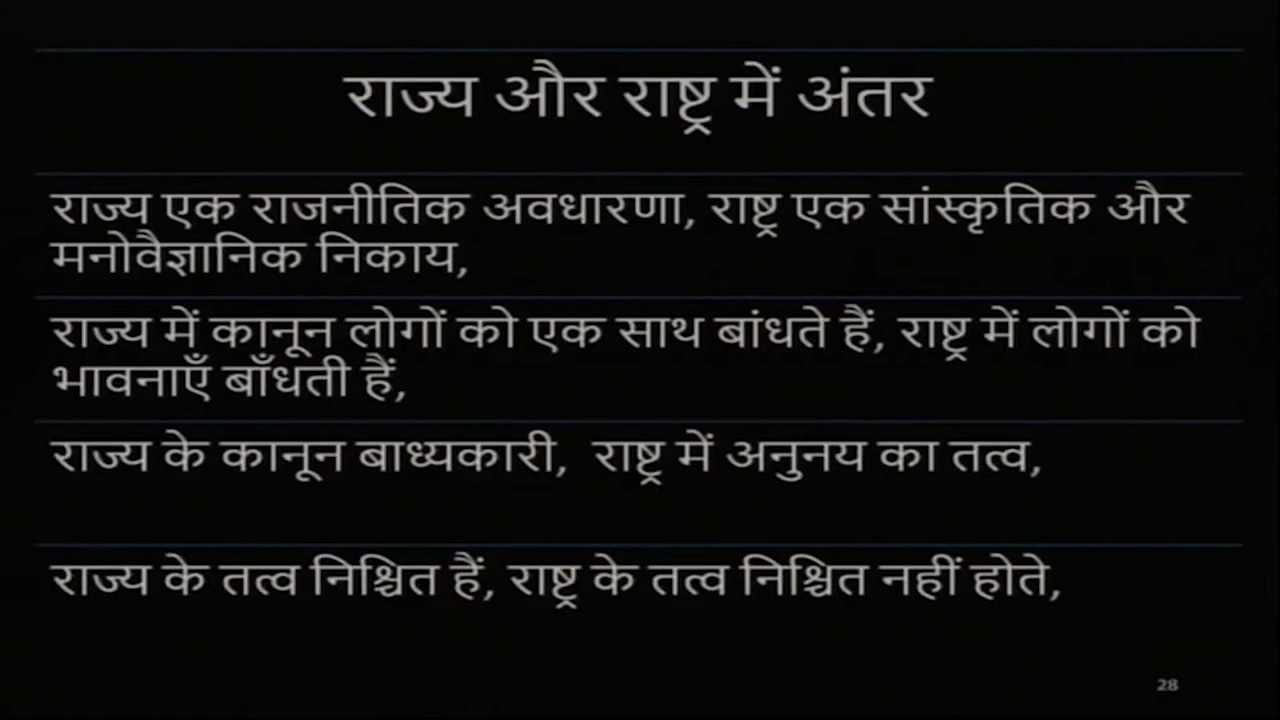 राज्य और राष्ट्र में अंतर
राज्य एक राजनीतिक अवधारणा, राष्ट्र एक सांस्कृतिक और
मनोवैज्ञानिक निकाय,
राज्य में कानून लोगों को एक साथ बांधते हैं, राष्ट्र में लोगों को
भावनाएँ बाँधती हैं,
राज्य के कानून बाध्यकारी, राष्ट्र में अनुनय का तत्व,
राज्य के तत्व निश्चित हैं, राष्ट्र के तत्व निश्चित नहीं होते,
28